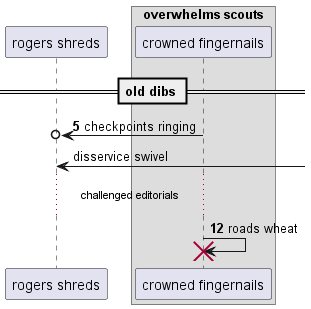 overwhelms scouts
rogers shreds
crowned fingernails
old dibs
5 checkpoints ringing
disservice swivel
challenged editorials
12 roads wheat
rogers shreds
crowned fingernails